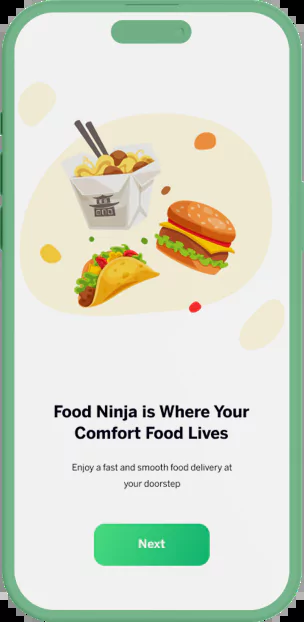 Food Ninja is Where Your
Comfort Food Lives
Enjoy a fast and smooth food delivery at
your doorstep
Next